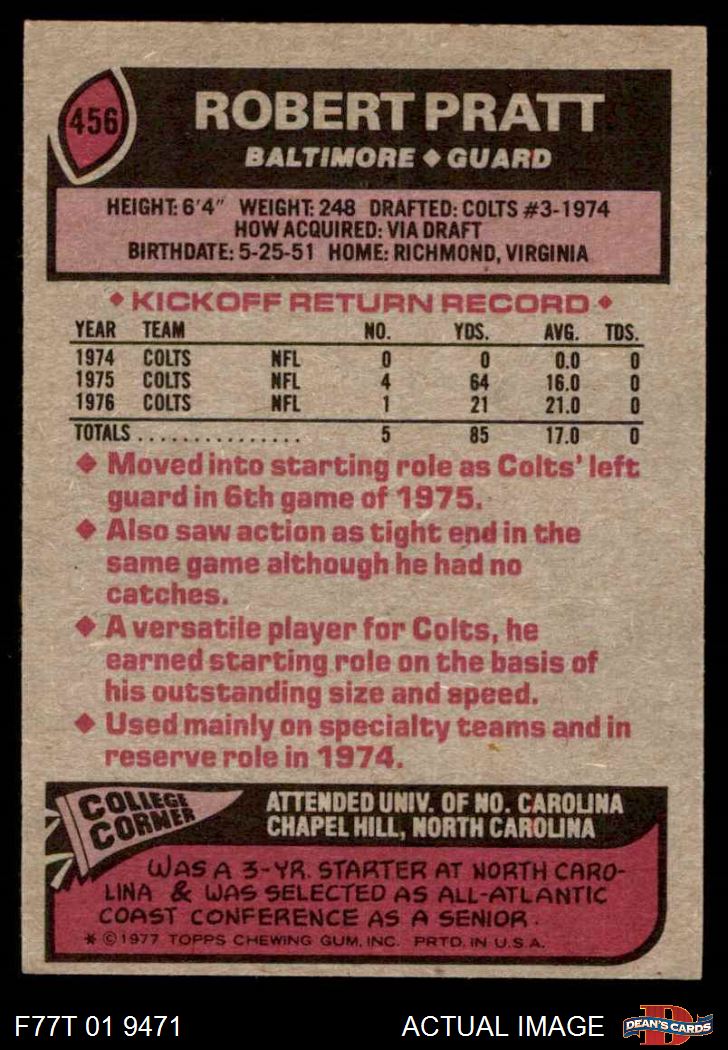 456
ROBERT PRATT
BALTIMORE ◆ GUARD
HEIGHT: 6'4" WEIGHT: 248 DRAFTED: COLTS #3-1974
HOW ACQUIRED: VIA DRAFT
BIRTHDATE: 5-25-51 HOME: RICHMOND, VIRGINIA
◆ KICKOFF RETURN RECORD ◆
YEAR TEAM NO. YDS. AVG. TDS.
1974 COLTS NFL 0 0 0.0 0
1975 COLTS NFL 4 64 16.0 0
1976 COLTS NFL 1 21 21.0 0
TOTALS ............... 5 85 17.0 0
◆ Moved into starting role as Colts' left
guard in 6th game of 1975.
◆ Also saw action as tight end in the
same game although he had no
catches.
◆ A versatile player for Colts, he
earned starting role on the basis of
his outstanding size and speed.
◆ Used mainly on specialty teams and in
reserve role in 1974.
COLLEGE
CORNER
ATTENDED UNIV. OF NO. CAROLINA
CHAPEL HILL, NORTH CAROLINA
WAS A 3-YR. STARTER AT NORTH CARO-
LINA & WAS SELECTED AS ALL-ATLANTIC
COAST CONFERENCE AS A SENIOR.
* © 1977 TOPPS CHEWING GUM, INC. PRTD. IN U.S.A.
F77T 01 9471
ACTUAL IMAGE
D
DEAN'S CARDS